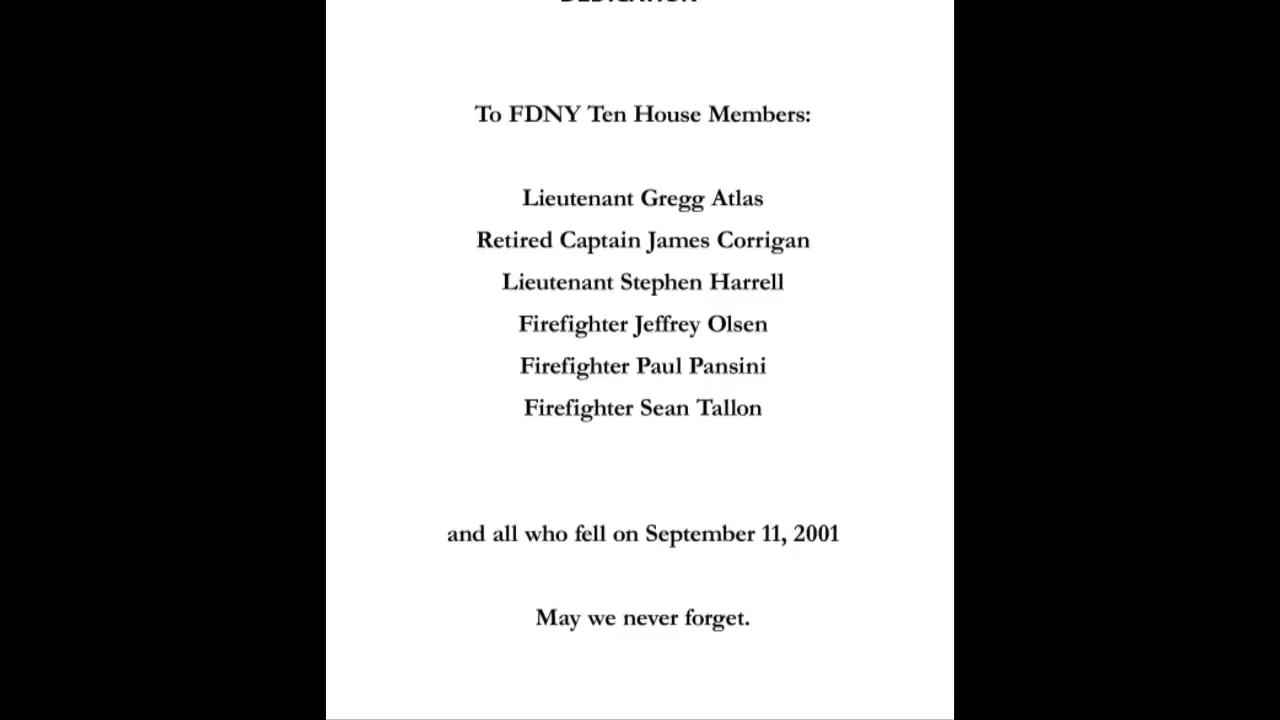 DEDICATION
To FDNY Ten House Members:
Lieutenant Gregg Atlas
Retired Captain James Corrigan
Lieutenant Stephen Harrell
Firefighter Jeffrey Olsen
Firefighter Paul Pansini
Firefighter Sean Tallon
and all who fell on September 11, 2001
May we never forget.